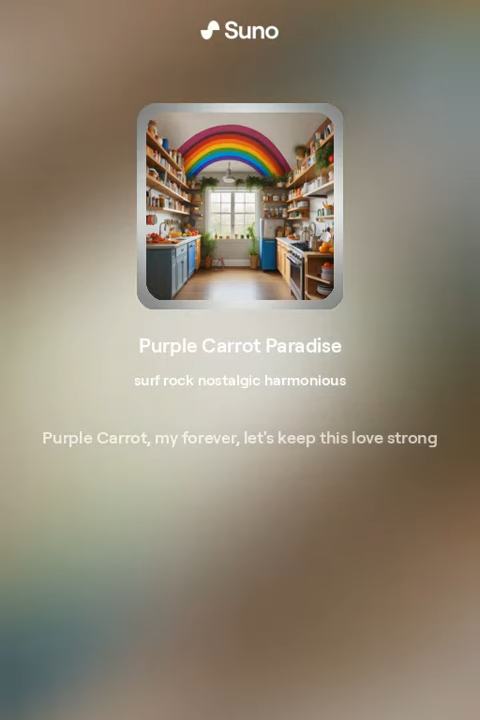 Suno
Purple Carrot Paradise
surf rock nostalgic harmonious
Purple Carrot, my forever, let's keep this love strong